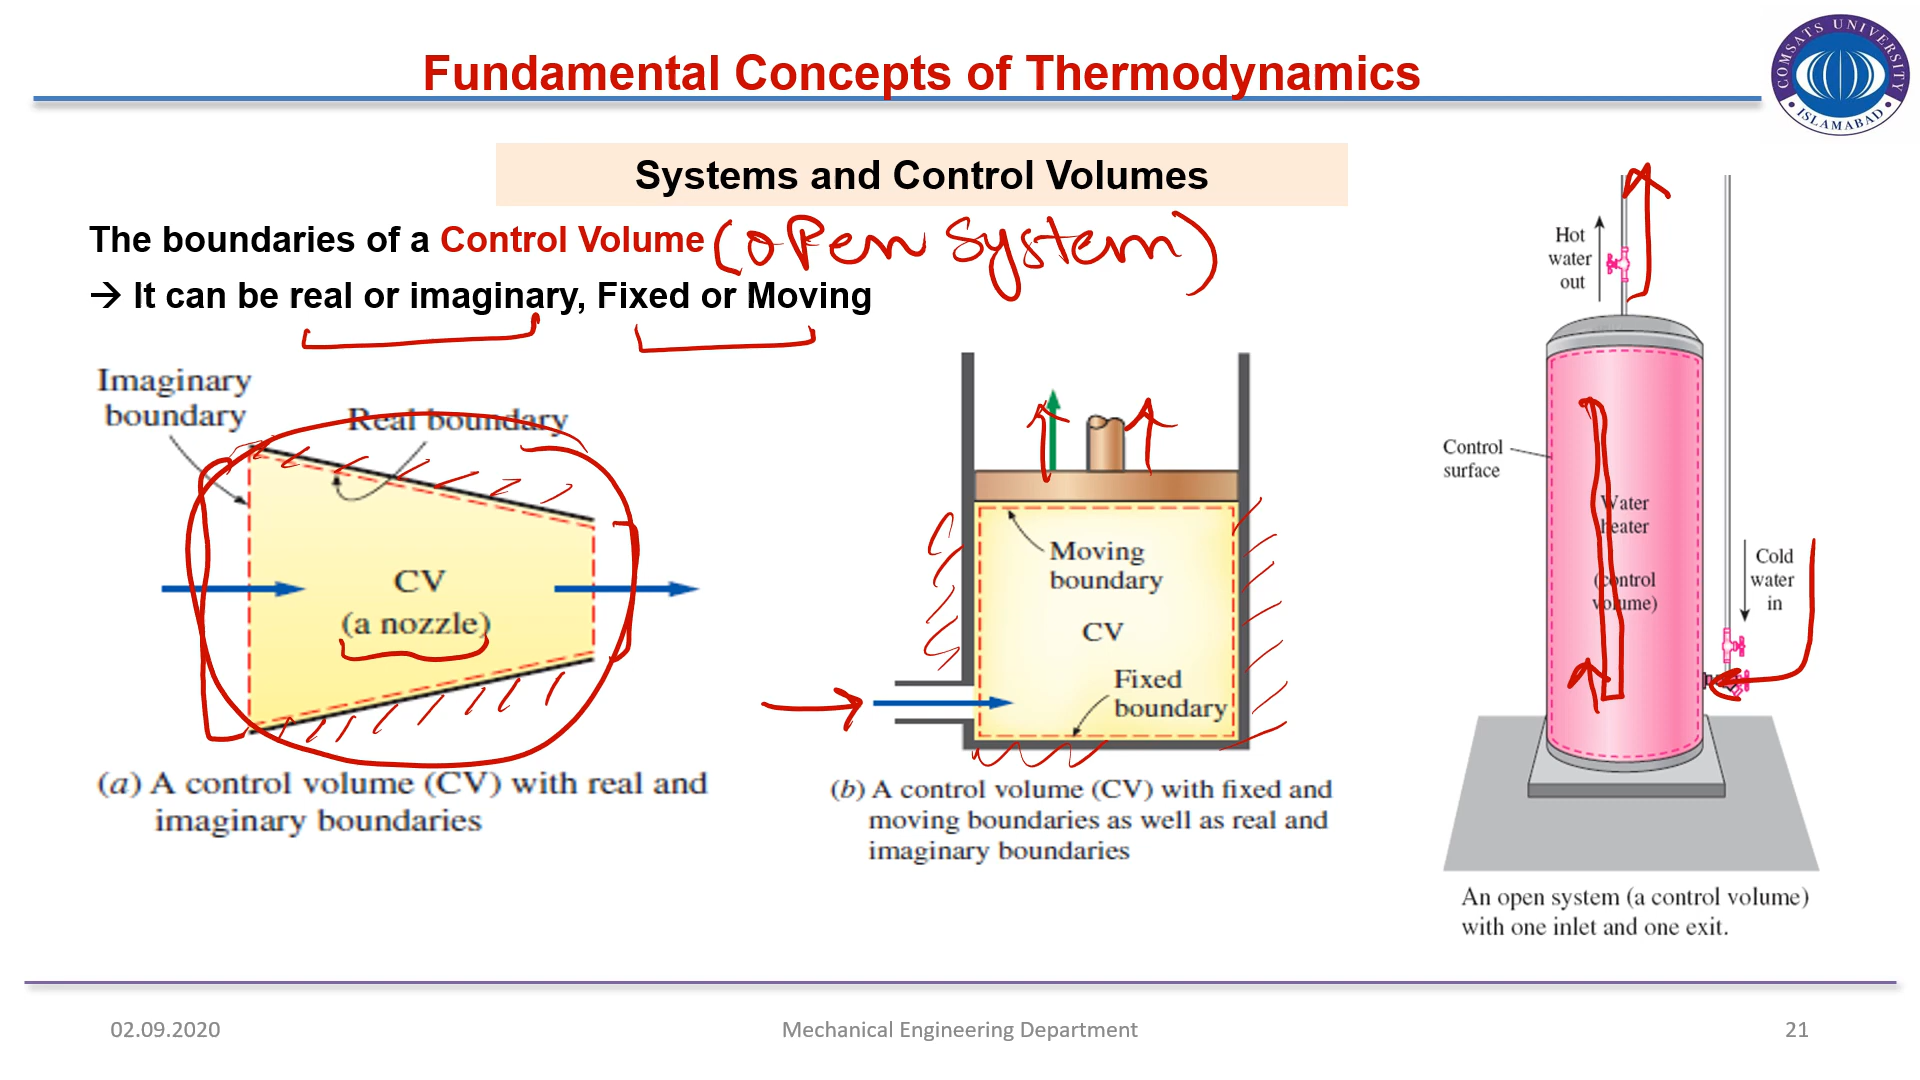 Fundamental Concepts of Thermodynamics
COMSATS UNIVERSITY
• ISLAMABAD •
Systems and Control Volumes
The boundaries of a Control Volume (open system)
→ It can be real or imaginary, Fixed or Moving
Imaginary
boundary
Real boundary
CV
(a nozzle)
(a) A control volume (CV) with real and
imaginary boundaries
Moving
boundary
CV
Fixed
boundary
(b) A control volume (CV) with fixed and
moving boundaries as well as real and
imaginary boundaries
Hot
water
out
Control
surface
Water
heater
(control
volume)
Cold
water
in
An open system (a control volume)
with one inlet and one exit.
02.09.2020
Mechanical Engineering Department
21